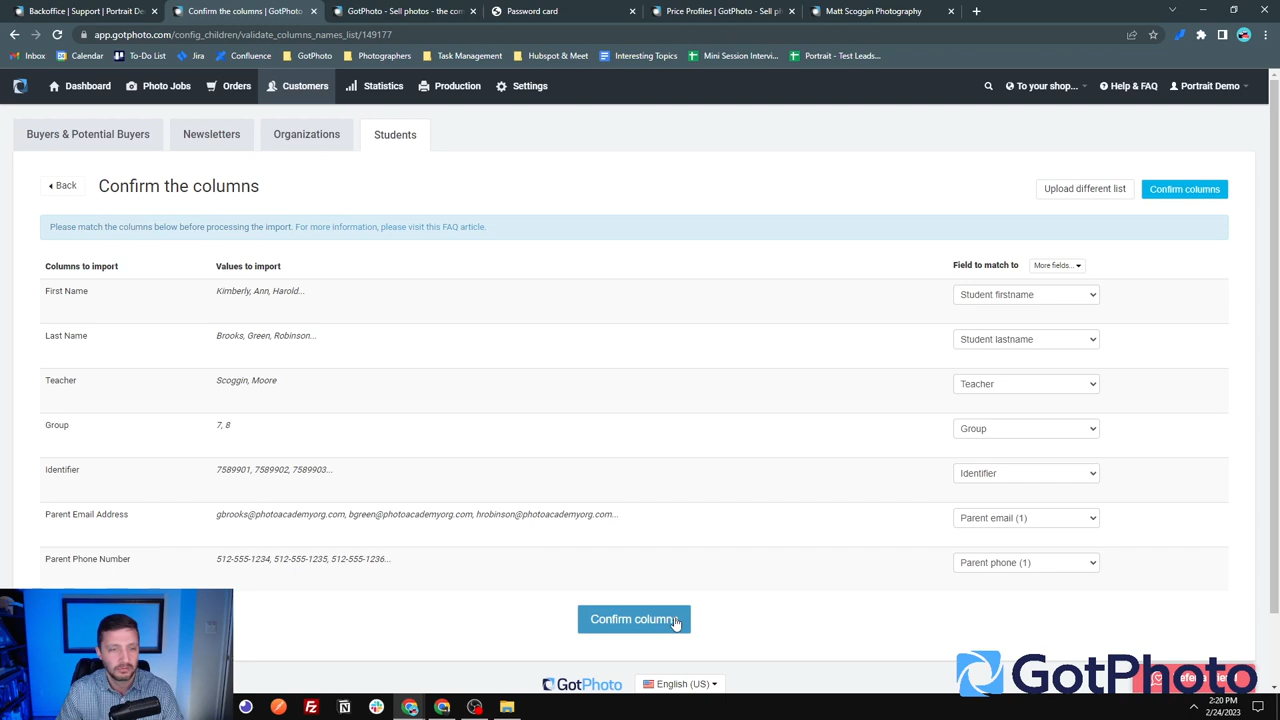 Backoffice | Support | Portrait De
Confirm the columns | GotPhoto
GotPhoto - Sell photos - the com
Password card
Price Profiles | GotPhoto - Sell ph
Matt Scoggin Photography
app.gotphoto.com/config_children/validate_columns_names_list/149177
Inbox
Calendar
To-Do List
Jira
Confluence
GotPhoto
Photographers
Task Management
Hubspot & Meet
Interesting Topics
Mini Session Intervi...
Portrait - Test Leads...
Dashboard
Photo Jobs
Orders
Customers
Statistics
Production
Settings
To your shop...
Help & FAQ
Portrait Demo
Buyers & Potential Buyers
Newsletters
Organizations
Students
Back
Confirm the columns
Upload different list
Confirm columns
Please match the columns below before processing the import. For more information, please visit this FAQ article.
Columns to import
Values to import
Field to match to
More fields...
First Name
Kimberly, Ann, Harold...
Student firstname
Last Name
Brooks, Green, Robinson...
Student lastname
Teacher
Scoggin, Moore
Teacher
Group
7, 8
Group
Identifier
7589901, 7589902, 7589903...
Identifier
Parent Email Address
gbrooks@photoacademyorg.com, bgreen@photoacademyorg.com, hrobinson@photoacademyorg.com...
Parent email (1)
Parent Phone Number
512-555-1234, 512-555-1235, 512-555-1236...
Parent phone (1)
Confirm columns
GotPhoto
English (US)
GotPhoto
2:20 PM
2/24/2023